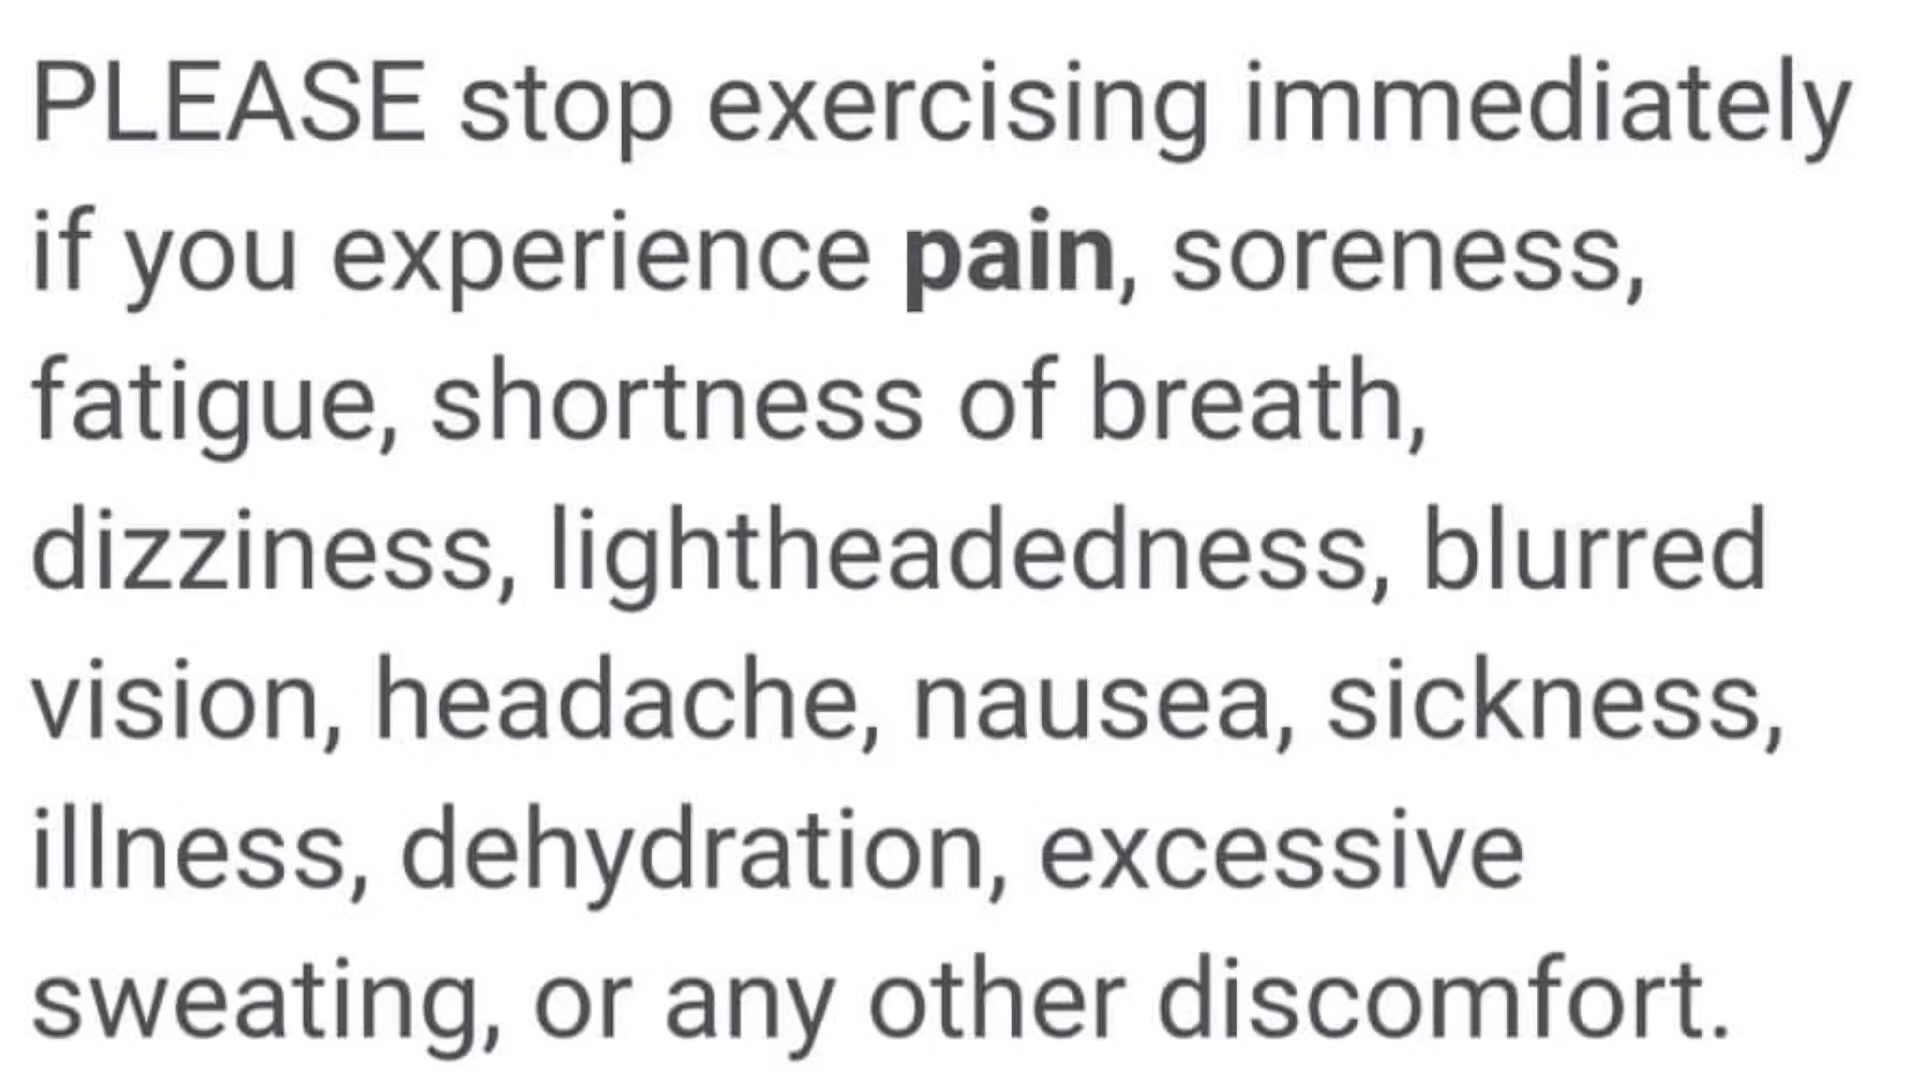 PLEASE stop exercising immediately
if you experience pain, soreness,
fatigue, shortness of breath,
dizziness, lightheadedness, blurred
vision, headache, nausea, sickness,
illness, dehydration, excessive
sweating, or any other discomfort.